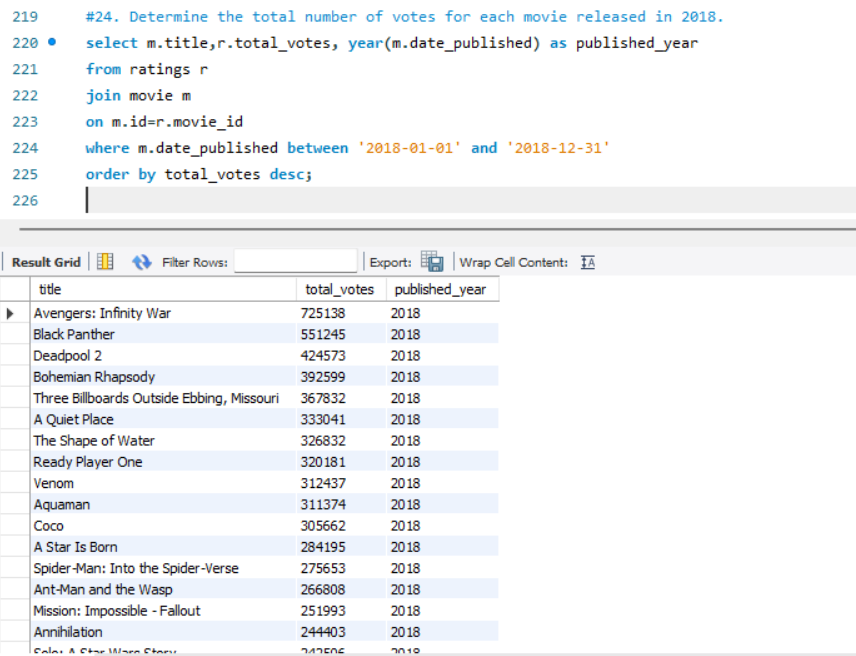 219 #24. Determine the total number of votes for each movie released in 2018.
220 select m.title,r.total_votes, year(m.date_published) as published_year
221 from ratings r
222 join movie m
223 on m.id=r.movie_id
224 where m.date_published between '2018-01-01' and '2018-12-31'
225 order by total_votes desc;
226
Result Grid Filter Rows: Export: Wrap Cell Content:
title total_votes published_year
Avengers: Infinity War 725138 2018
Black Panther 551245 2018
Deadpool 2 424573 2018
Bohemian Rhapsody 392599 2018
Three Billboards Outside Ebbing, Missouri 367832 2018
A Quiet Place 333041 2018
The Shape of Water 326832 2018
Ready Player One 320181 2018
Venom 312437 2018
Aquaman 311374 2018
Coco 305662 2018
A Star Is Born 284195 2018
Spider-Man: Into the Spider-Verse 275653 2018
Ant-Man and the Wasp 266808 2018
Mission: Impossible - Fallout 251993 2018
Annihilation 244403 2018
Solo: A Star Wars Story 2018